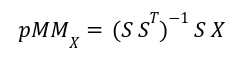 pMM_X = (S S^T)^{-1} S X